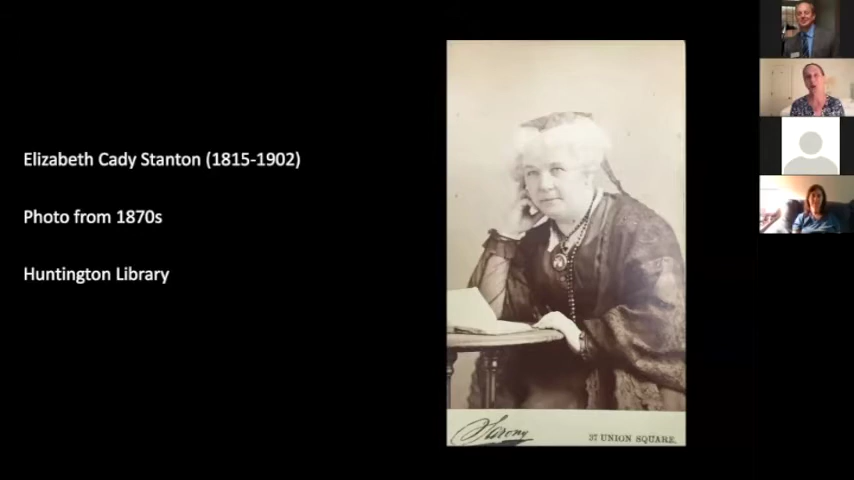 Elizabeth Cady Stanton (1815-1902)
Photo from 1870s
Huntington Library
Sarony
37 UNION SQUARE.